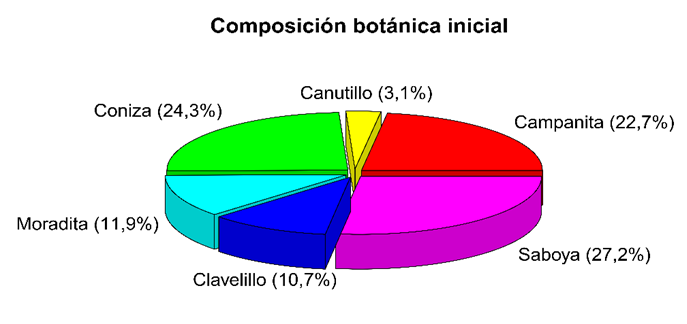 Composición botánica inicial
Canutillo (3,1%)
Coniza (24,3%)
Campanita (22,7%)
Moradita (11,9%)
Saboya (27,2%)
Clavelillo (10,7%)